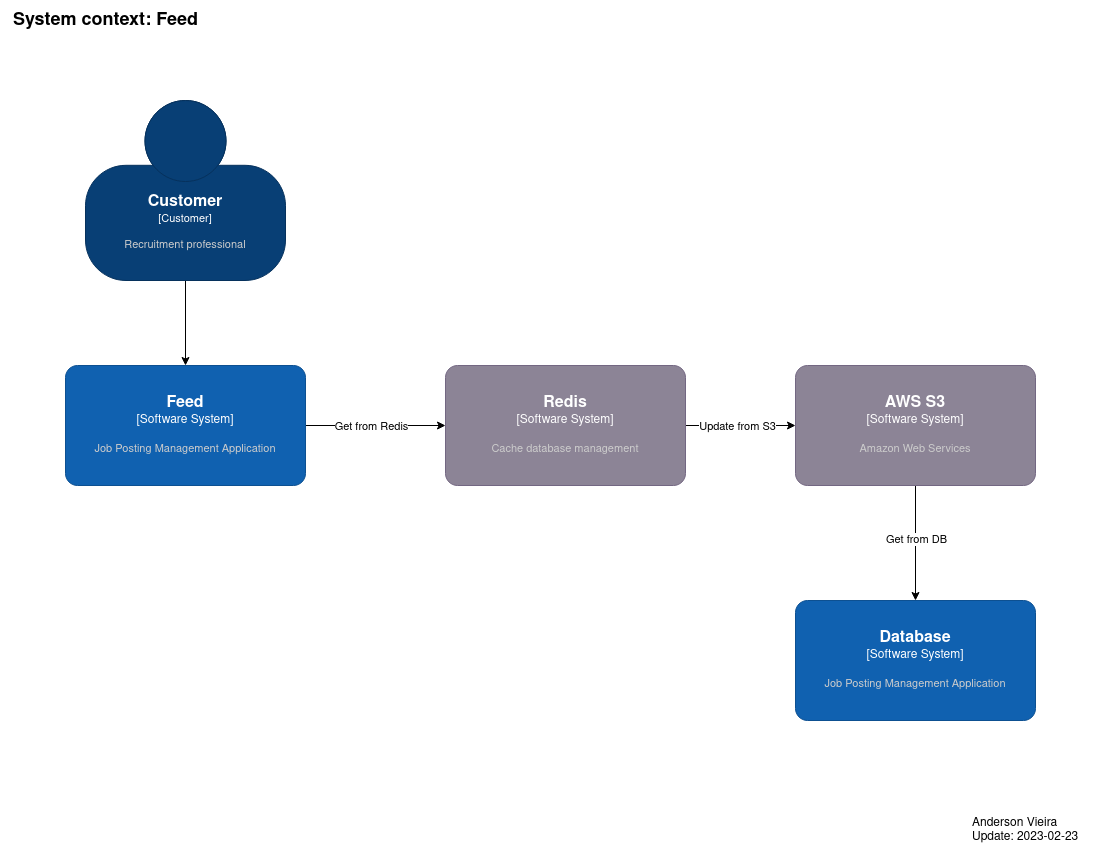 System context: Feed
Customer
[Customer]
Recruitment professional
Feed
[Software System]
Job Posting Management Application
Get from Redis
Redis
[Software System]
Cache database management
Update from S3
AWS S3
[Software System]
Amazon Web Services
Get from DB
Database
[Software System]
Job Posting Management Application
Anderson Vieira
Update: 2023-02-23